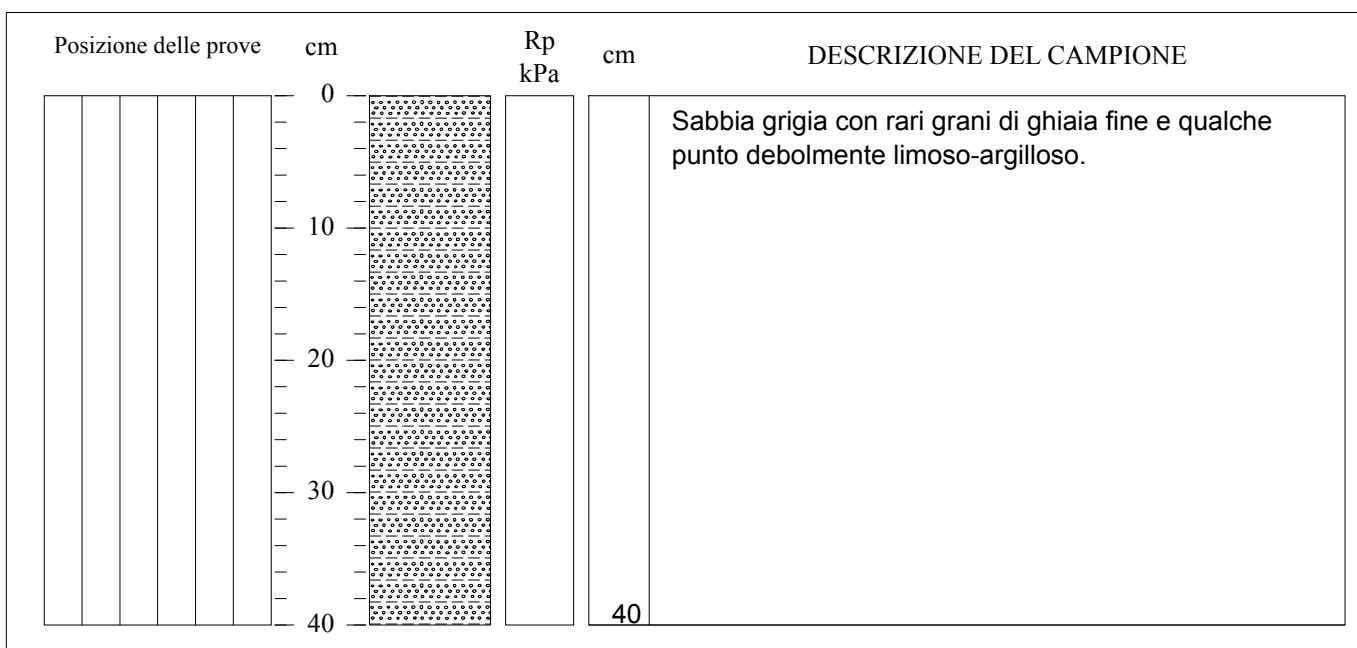 Posizione delle prove
cm
Rp
kPa
cm
DESCRIZIONE DEL CAMPIONE
0
10
20
30
40
40
Sabbia grigia con rari grani di ghiaia fine e qualche
punto debolmente limoso-argilloso.